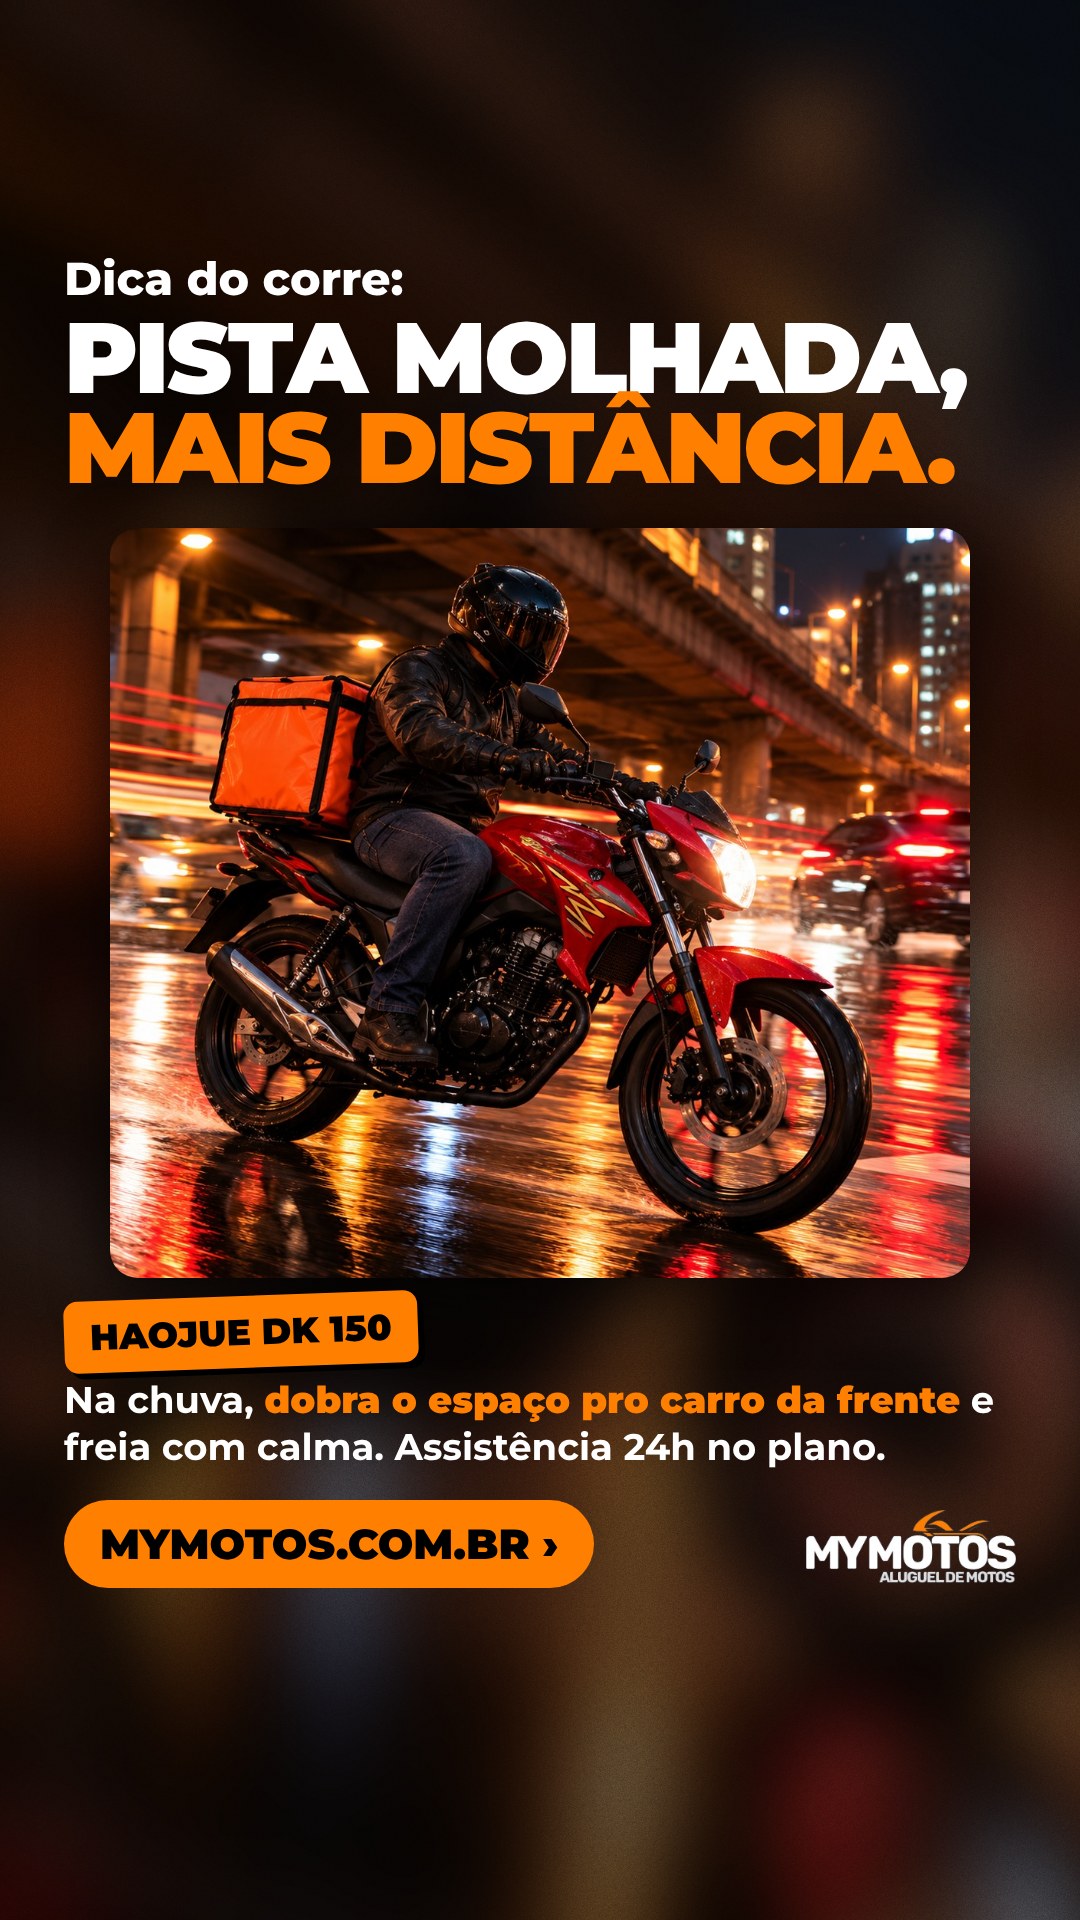 Dica do corre:
PISTA MOLHADA,
MAIS DISTÂNCIA.
HAOJUE DK 150
Na chuva, dobra o espaço pro carro da frente e
freia com calma. Assistência 24h no plano.
MYMOTOS.COM.BR ›
MYMOTOS
ALUGUEL DE MOTOS